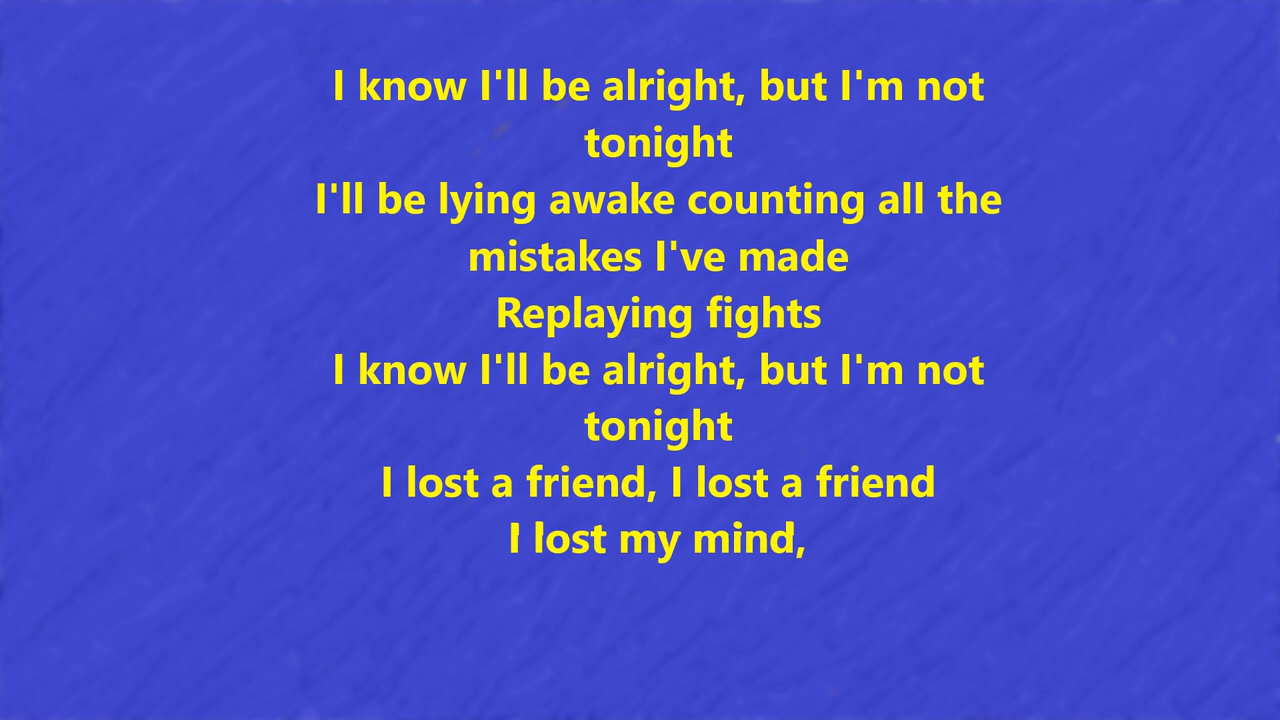 I know I'll be alright, but I'm not
tonight
I'll be lying awake counting all the
mistakes I've made
Replaying fights
I know I'll be alright, but I'm not
tonight
I lost a friend, I lost a friend
I lost my mind,